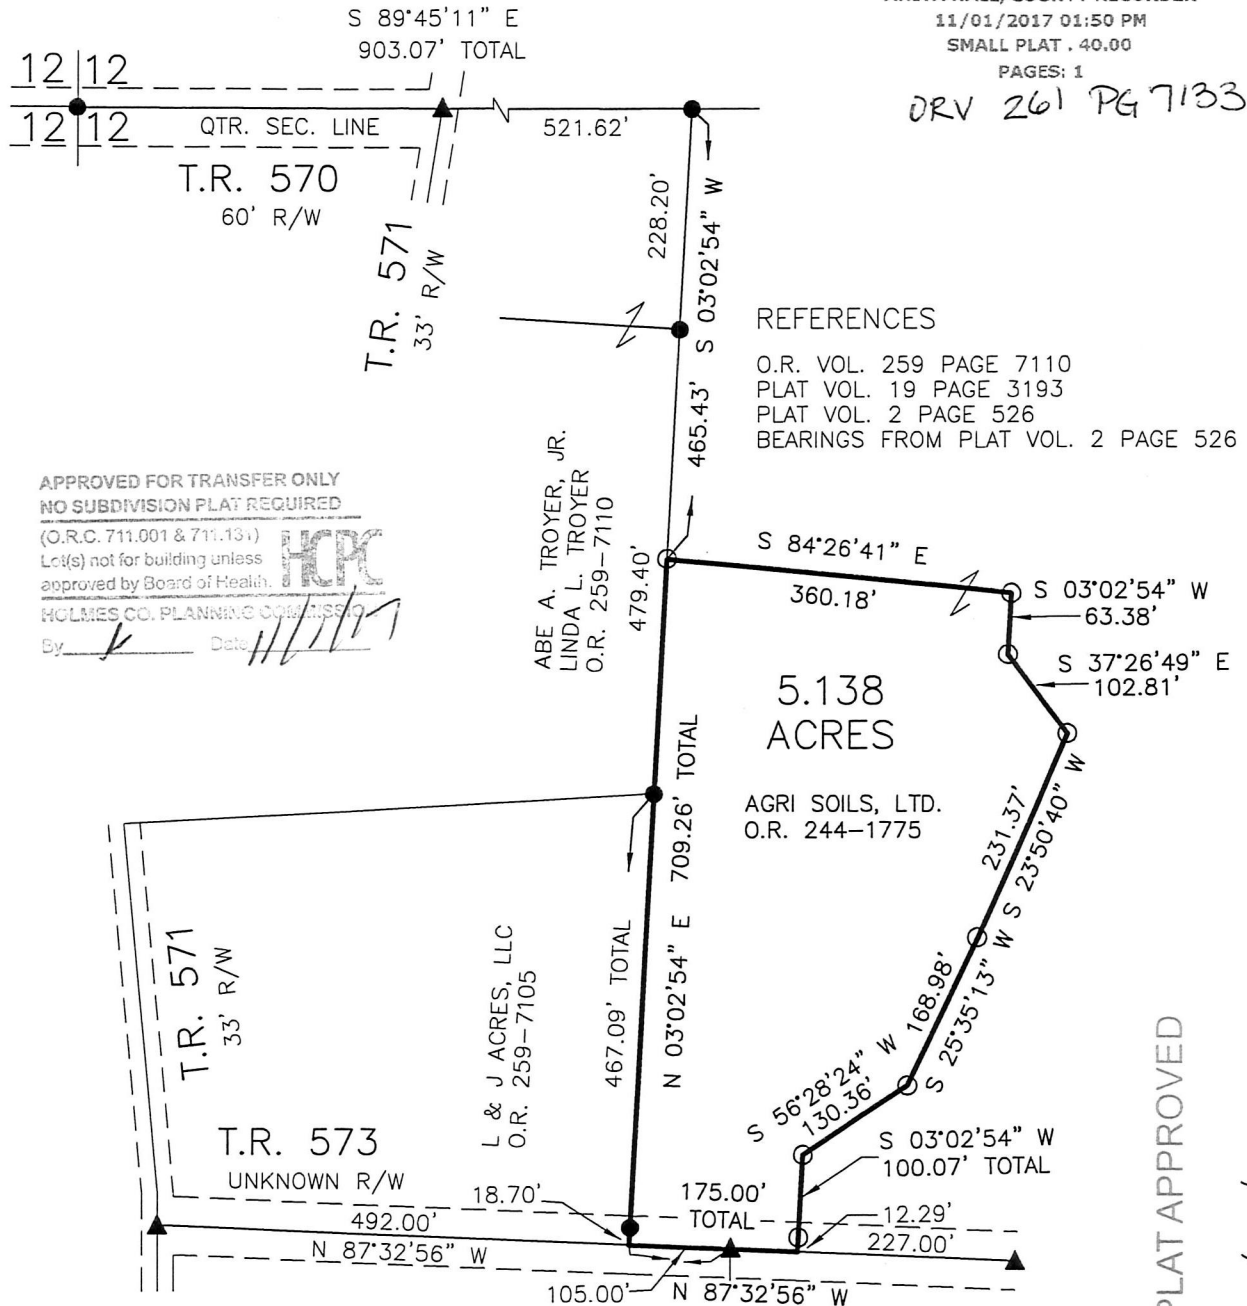 11/01/2017 01:50 PM
SMALL PLAT . 40.00
PAGES: 1
ORV 261 PG 7133
S 89°45'11" E
903.07' TOTAL
12 12
12 12
QTR. SEC. LINE
521.62'
T.R. 570
60' R/W
T.R. 571
33' R/W
228.20'
S 03°02'54" W
465.43'
REFERENCES
O.R. VOL. 259 PAGE 7110
PLAT VOL. 19 PAGE 3193
PLAT VOL. 2 PAGE 526
BEARINGS FROM PLAT VOL. 2 PAGE 526
APPROVED FOR TRANSFER ONLY
NO SUBDIVISION PLAT REQUIRED
(O.R.C. 711.001 & 711.131)
Lot(s) not for building unless
approved by Board of Health.
HCPC
HOLMES CO. PLANNING COMMISSION
By Date 11/1/17
ABE A. TROYER, JR.
LINDA L. TROYER
O.R. 259-7110
479.40'
S 84°26'41" E
360.18'
S 03°02'54" W
63.38'
S 37°26'49" E
102.81'
5.138
ACRES
AGRI SOILS, LTD.
O.R. 244-1775
231.37'
S 23°50'40" W
N 03°02'54" E 709.26' TOTAL
467.09' TOTAL
L & J ACRES, LLC
O.R. 259-7105
T.R. 571
33' R/W
168.98'
S 25°35'13" W
S 56°28'24" W
130.36'
S 03°02'54" W
100.07' TOTAL
T.R. 573
UNKNOWN R/W
18.70'
175.00'
TOTAL
12.29'
492.00'
227.00'
N 87°32'56" W
105.00'
N 87°32'56" W
PLAT APPROVED